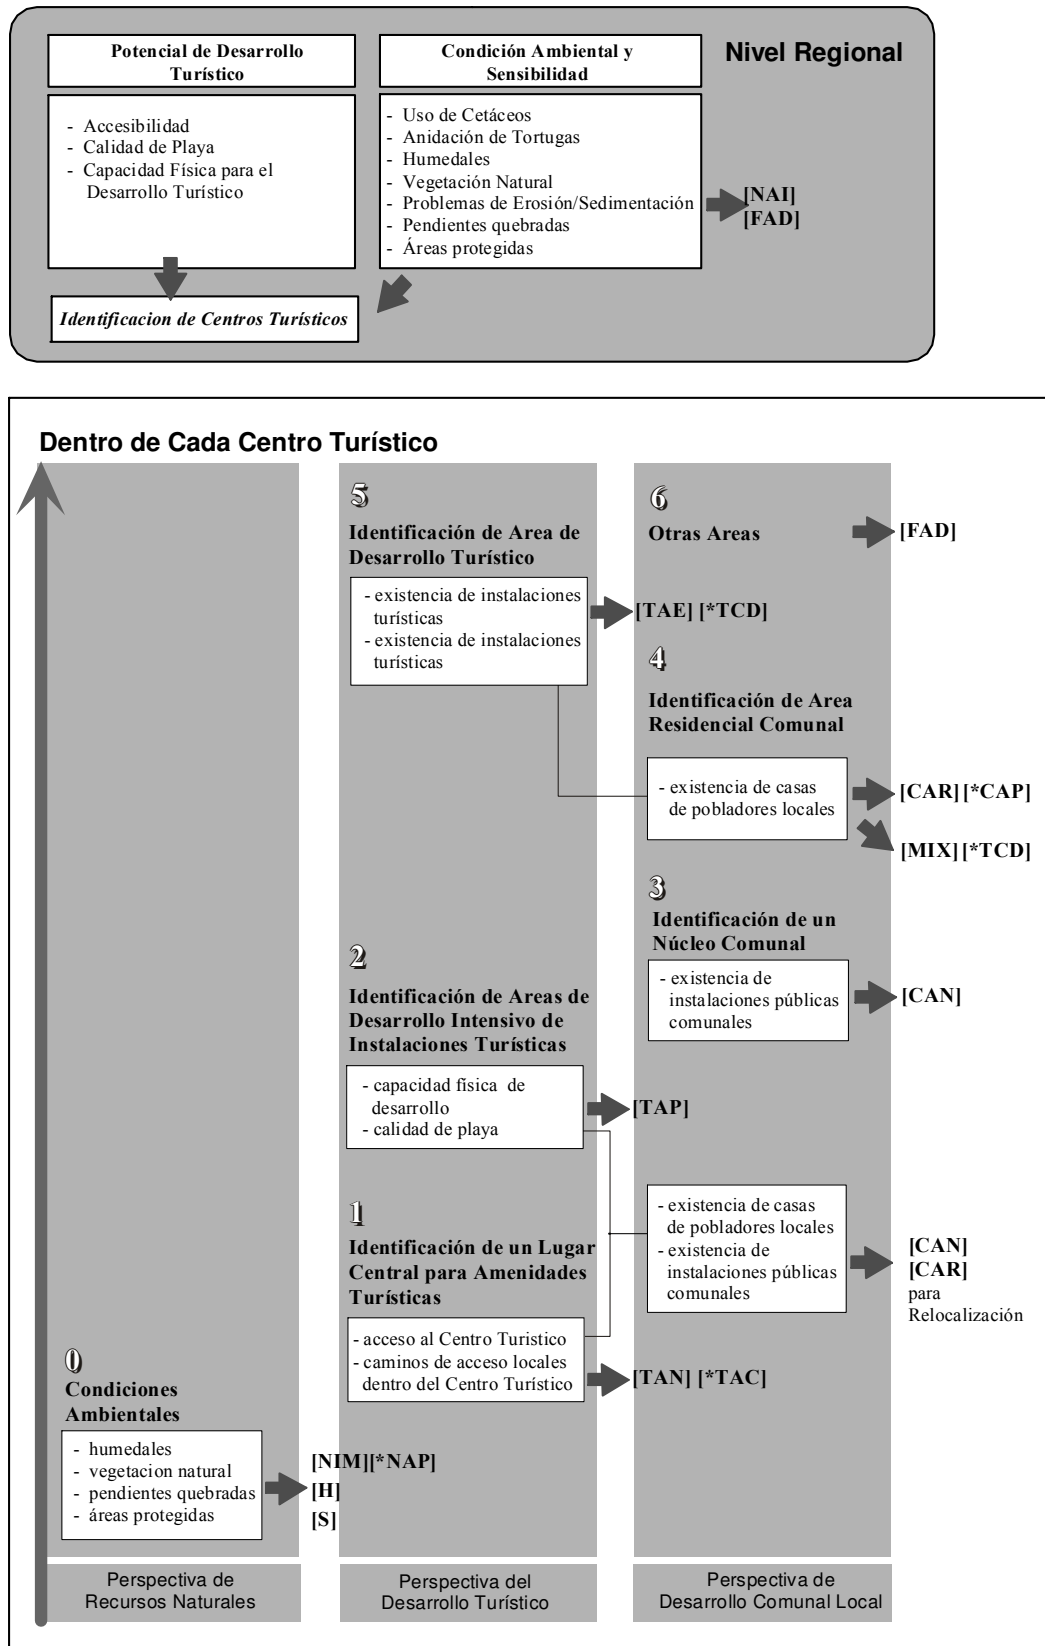 Nivel Regional
Potencial de Desarrollo
Turístico
- Accesibilidad
- Calidad de Playa
- Capacidad Física para el
Desarrollo Turístico
Condición Ambiental y
Sensibilidad
- Uso de Cetáceos
- Anidación de Tortugas
- Humedales
- Vegetación Natural
- Problemas de Erosión/Sedimentación
- Pendientes quebradas
- Áreas protegidas
[NAI]
[FAD]
Identificacion de Centros Turísticos
Dentro de Cada Centro Turístico
5
Identificación de Area de
Desarrollo Turístico
- existencia de instalaciones
turísticas
- existencia de instalaciones
turísticas
[TAE] [*TCD]
6
Otras Areas
[FAD]
4
Identificación de Area
Residencial Comunal
- existencia de casas
de pobladores locales
[CAR] [*CAP]
[MIX] [*TCD]
3
Identificación de un
Núcleo Comunal
- existencia de
instalaciones públicas
comunales
[CAN]
2
Identificación de Areas de
Desarrollo Intensivo de
Instalaciones Turísticas
- capacidad física de
desarrollo
- calidad de playa
[TAP]
- existencia de casas
de pobladores locales
- existencia de
instalaciones públicas
comunales
[CAN]
[CAR]
para
Relocalización
1
Identificación de un Lugar
Central para Amenidades
Turísticas
- acceso al Centro Turistico
- caminos de acceso locales
dentro del Centro Turístico
[TAN] [*TAC]
0
Condiciones
Ambientales
- humedales
- vegetacion natural
- pendientes quebradas
- áreas protegidas
[NIM][*NAP]
[H]
[S]
Perspectiva de
Recursos Naturales
Perspectiva del
Desarrollo Turístico
Perspectiva de
Desarrollo Comunal Local